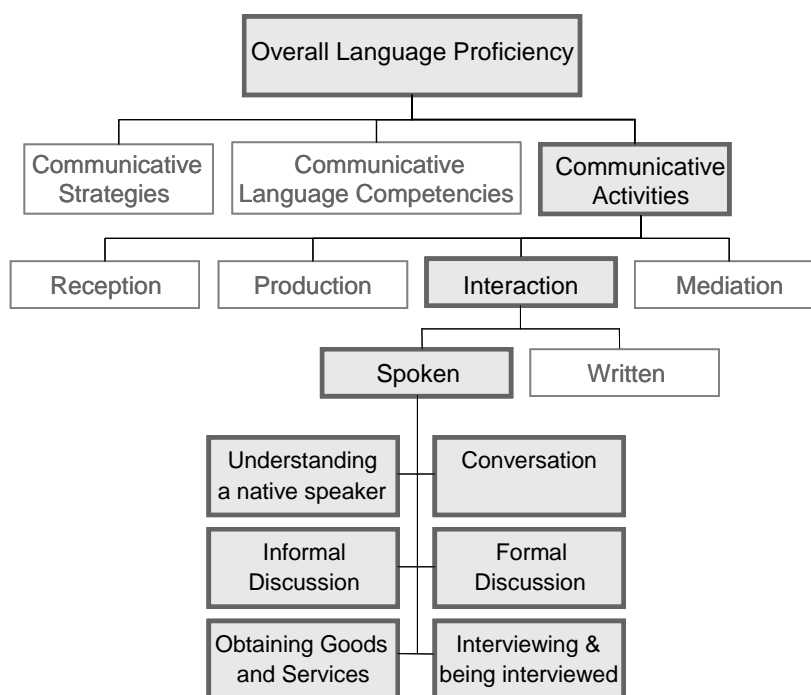 Overall Language Proficiency
Communicative
Strategies
Communicative
Language Competencies
Communicative
Activities
Reception
Production
Interaction
Mediation
Spoken
Written
Understanding
a native speaker
Conversation
Informal
Discussion
Formal
Discussion
Obtaining Goods
and Services
Interviewing &
being interviewed